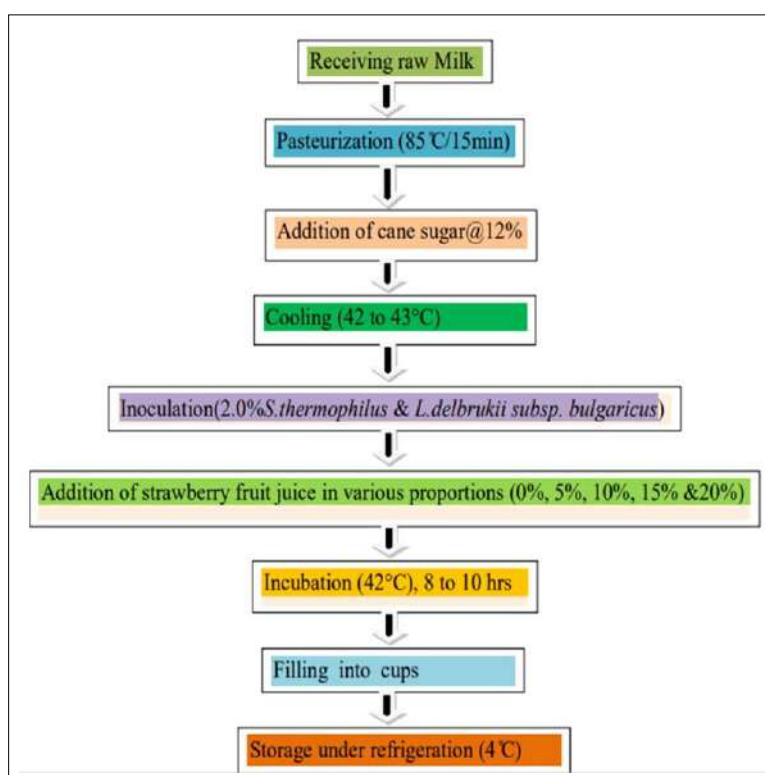 Receiving raw Milk
Pasteurization (85℃/15min)
Addition of cane sugar@12%
Cooling (42 to 43°C)
Inoculation(2.0%S.thermophilus & L.delbrukii subsp. bulgaricus)
Addition of strawberry fruit juice in various proportions (0%, 5%, 10%, 15% &20%)
Incubation (42°C), 8 to 10 hrs
Filling into cups
Storage under refrigeration (4℃)